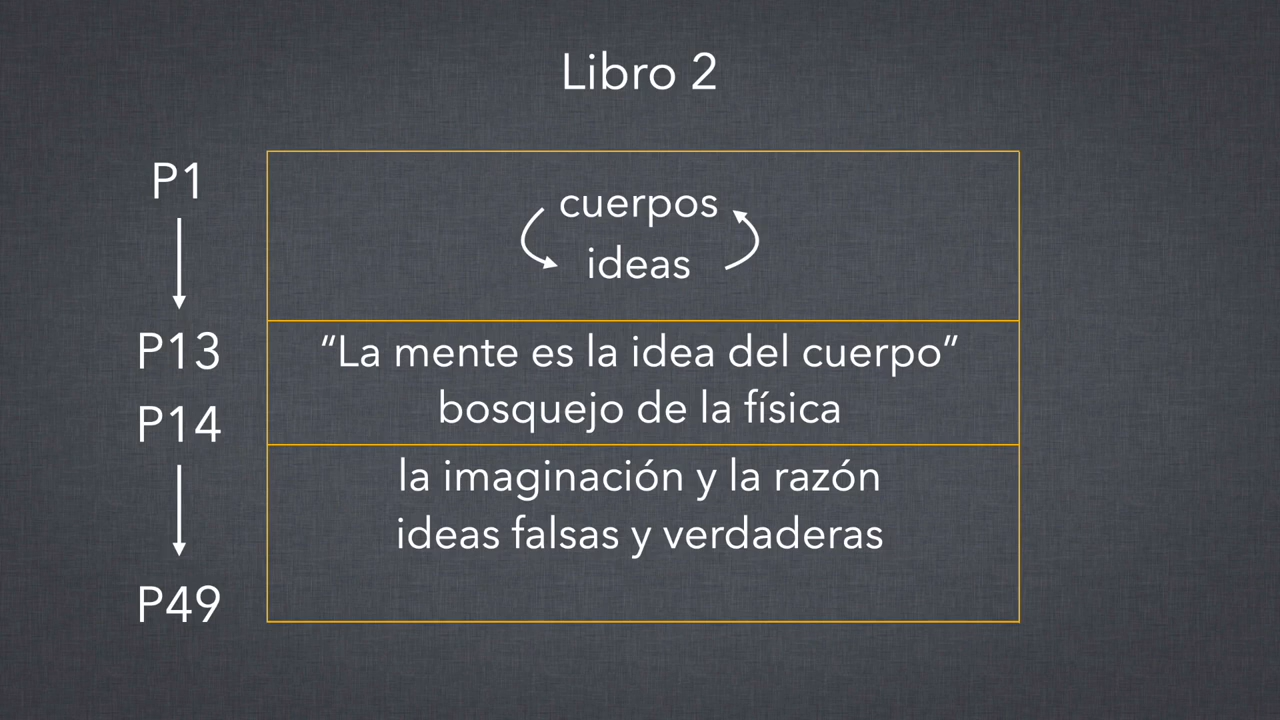 Libro 2
P1
cuerpos
ideas
P13
“La mente es la idea del cuerpo”
bosquejo de la física
P14
la imaginación y la razón
ideas falsas y verdaderas
P49